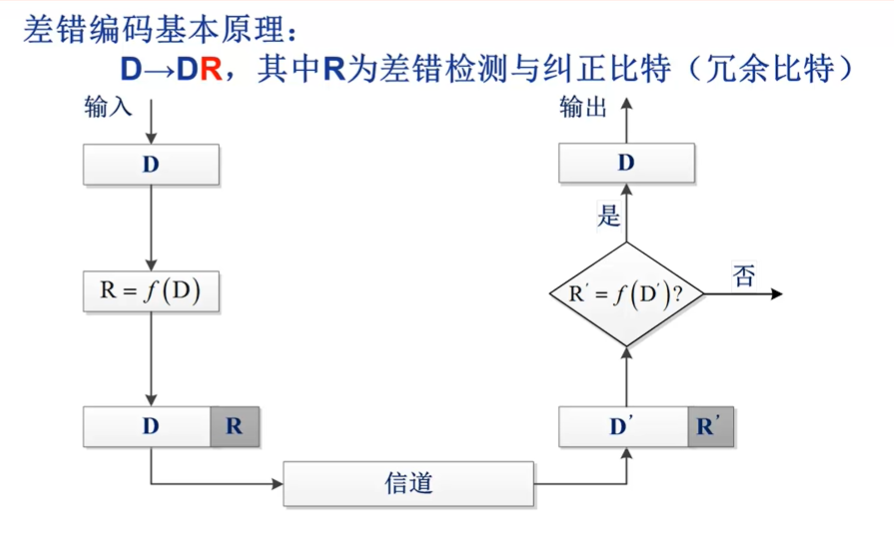 差错编码基本原理：
D→DR，其中R为差错检测与纠正比特（冗余比特）
输入
D
R = f(D)
D R
信道
D' R'
R' = f(D')?
是
否
D
输出